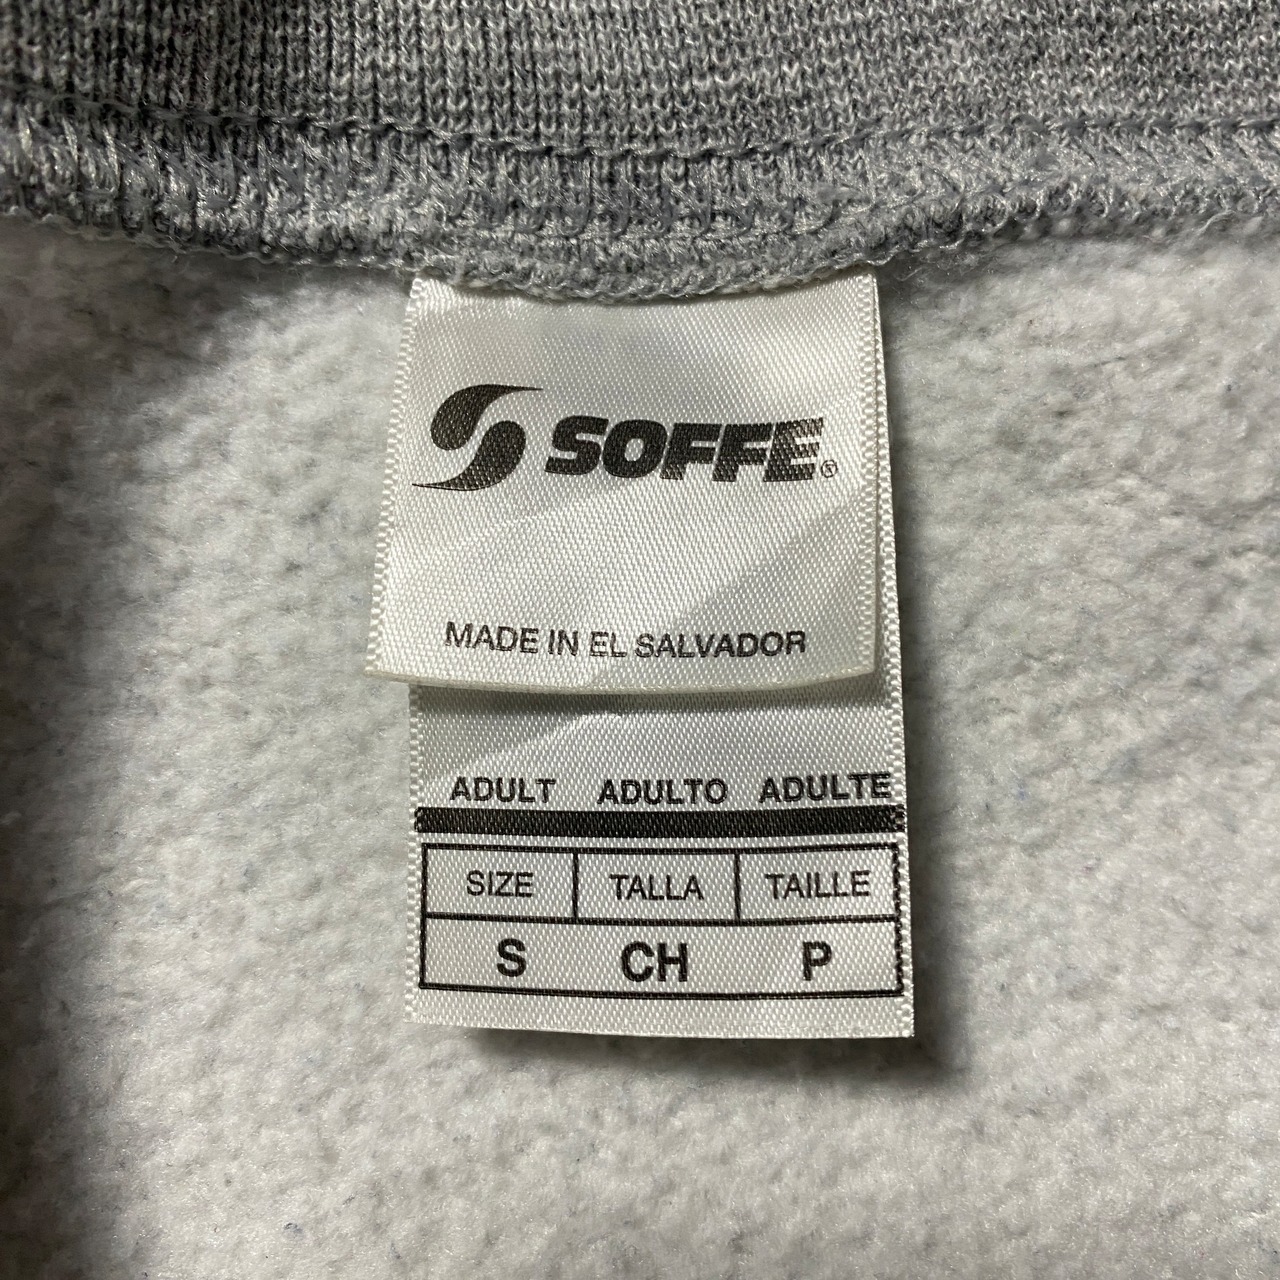 SOFFE®
MADE IN EL SALVADOR
ADULT ADULTO ADULTE
SIZE TALLA TAILLE
S CH P